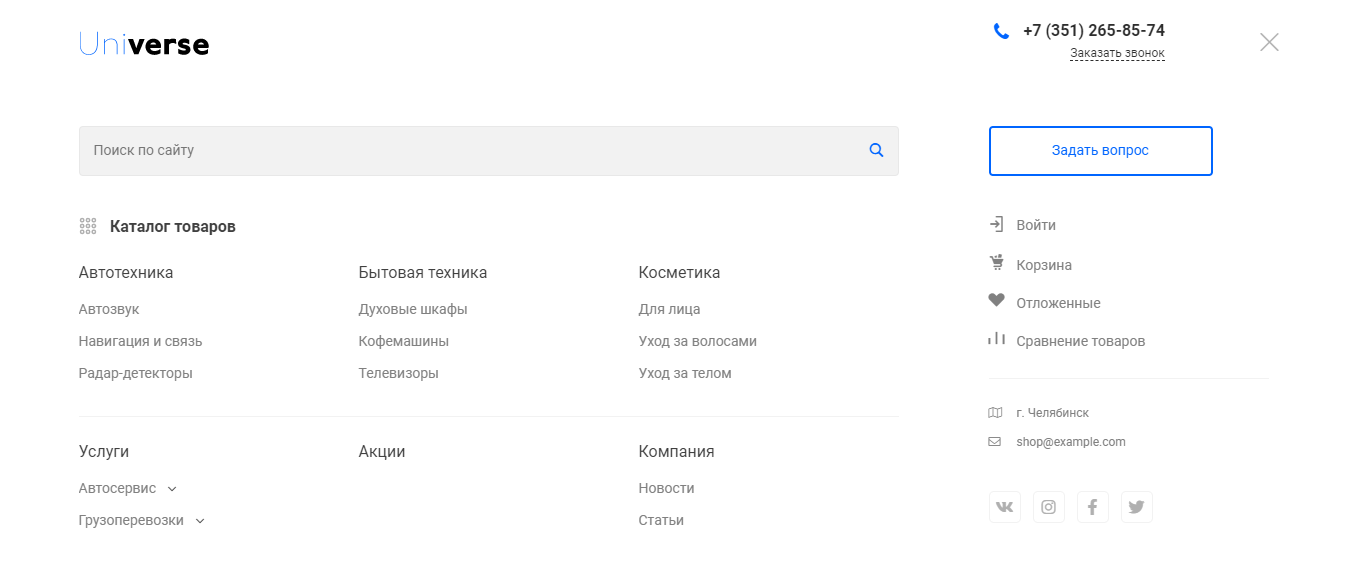 Universe
+7 (351) 265-85-74
Заказать звонок
Поиск по сайту
Задать вопрос
Каталог товаров
Автотехника
Автозвук
Навигация и связь
Радар-детекторы
Бытовая техника
Духовые шкафы
Кофемашины
Телевизоры
Косметика
Для лица
Уход за волосами
Уход за телом
Услуги
Автосервис
Грузоперевозки
Акции
Компания
Новости
Статьи
Войти
Корзина
Отложенные
Сравнение товаров
г. Челябинск
shop@example.com